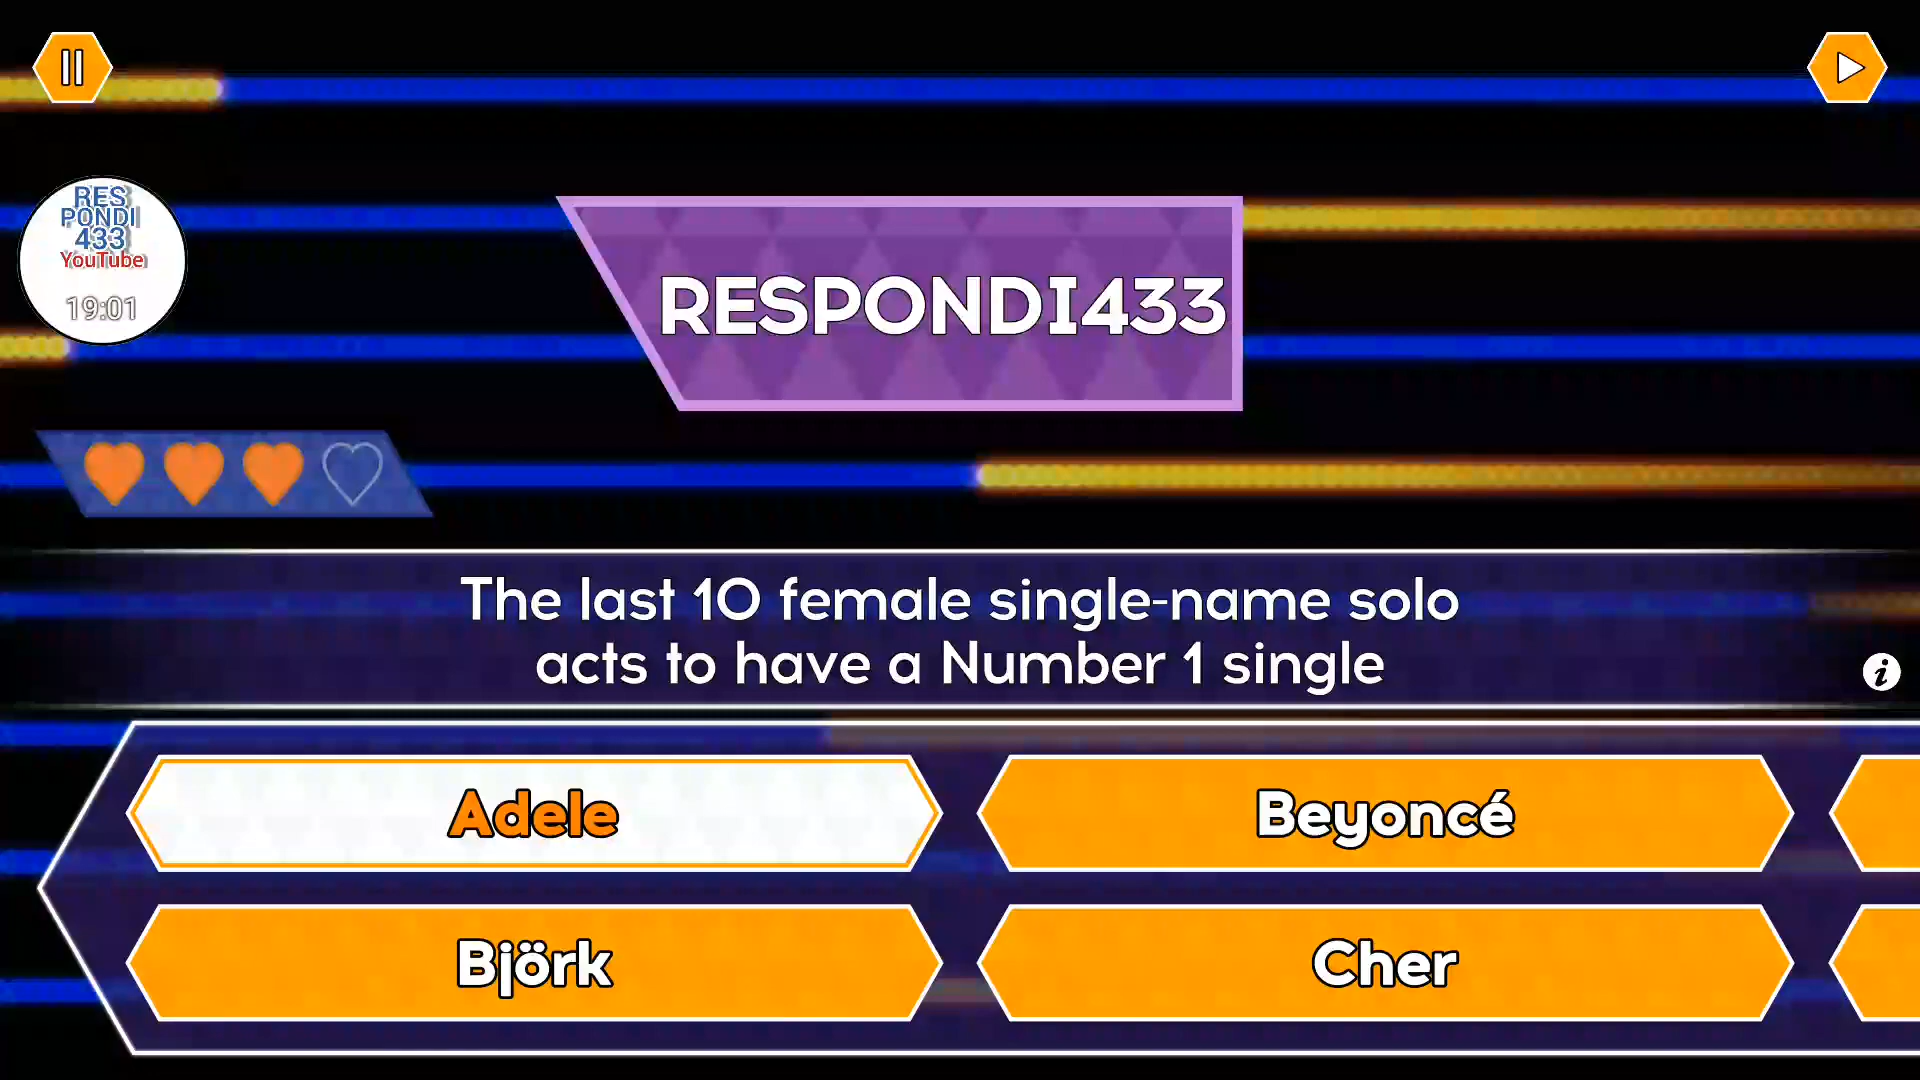 RES
PONDI
433
YouTube
19:01
RESPONDI433
The last 10 female single-name solo
acts to have a Number 1 single
i
Adele
Beyoncé
Björk
Cher